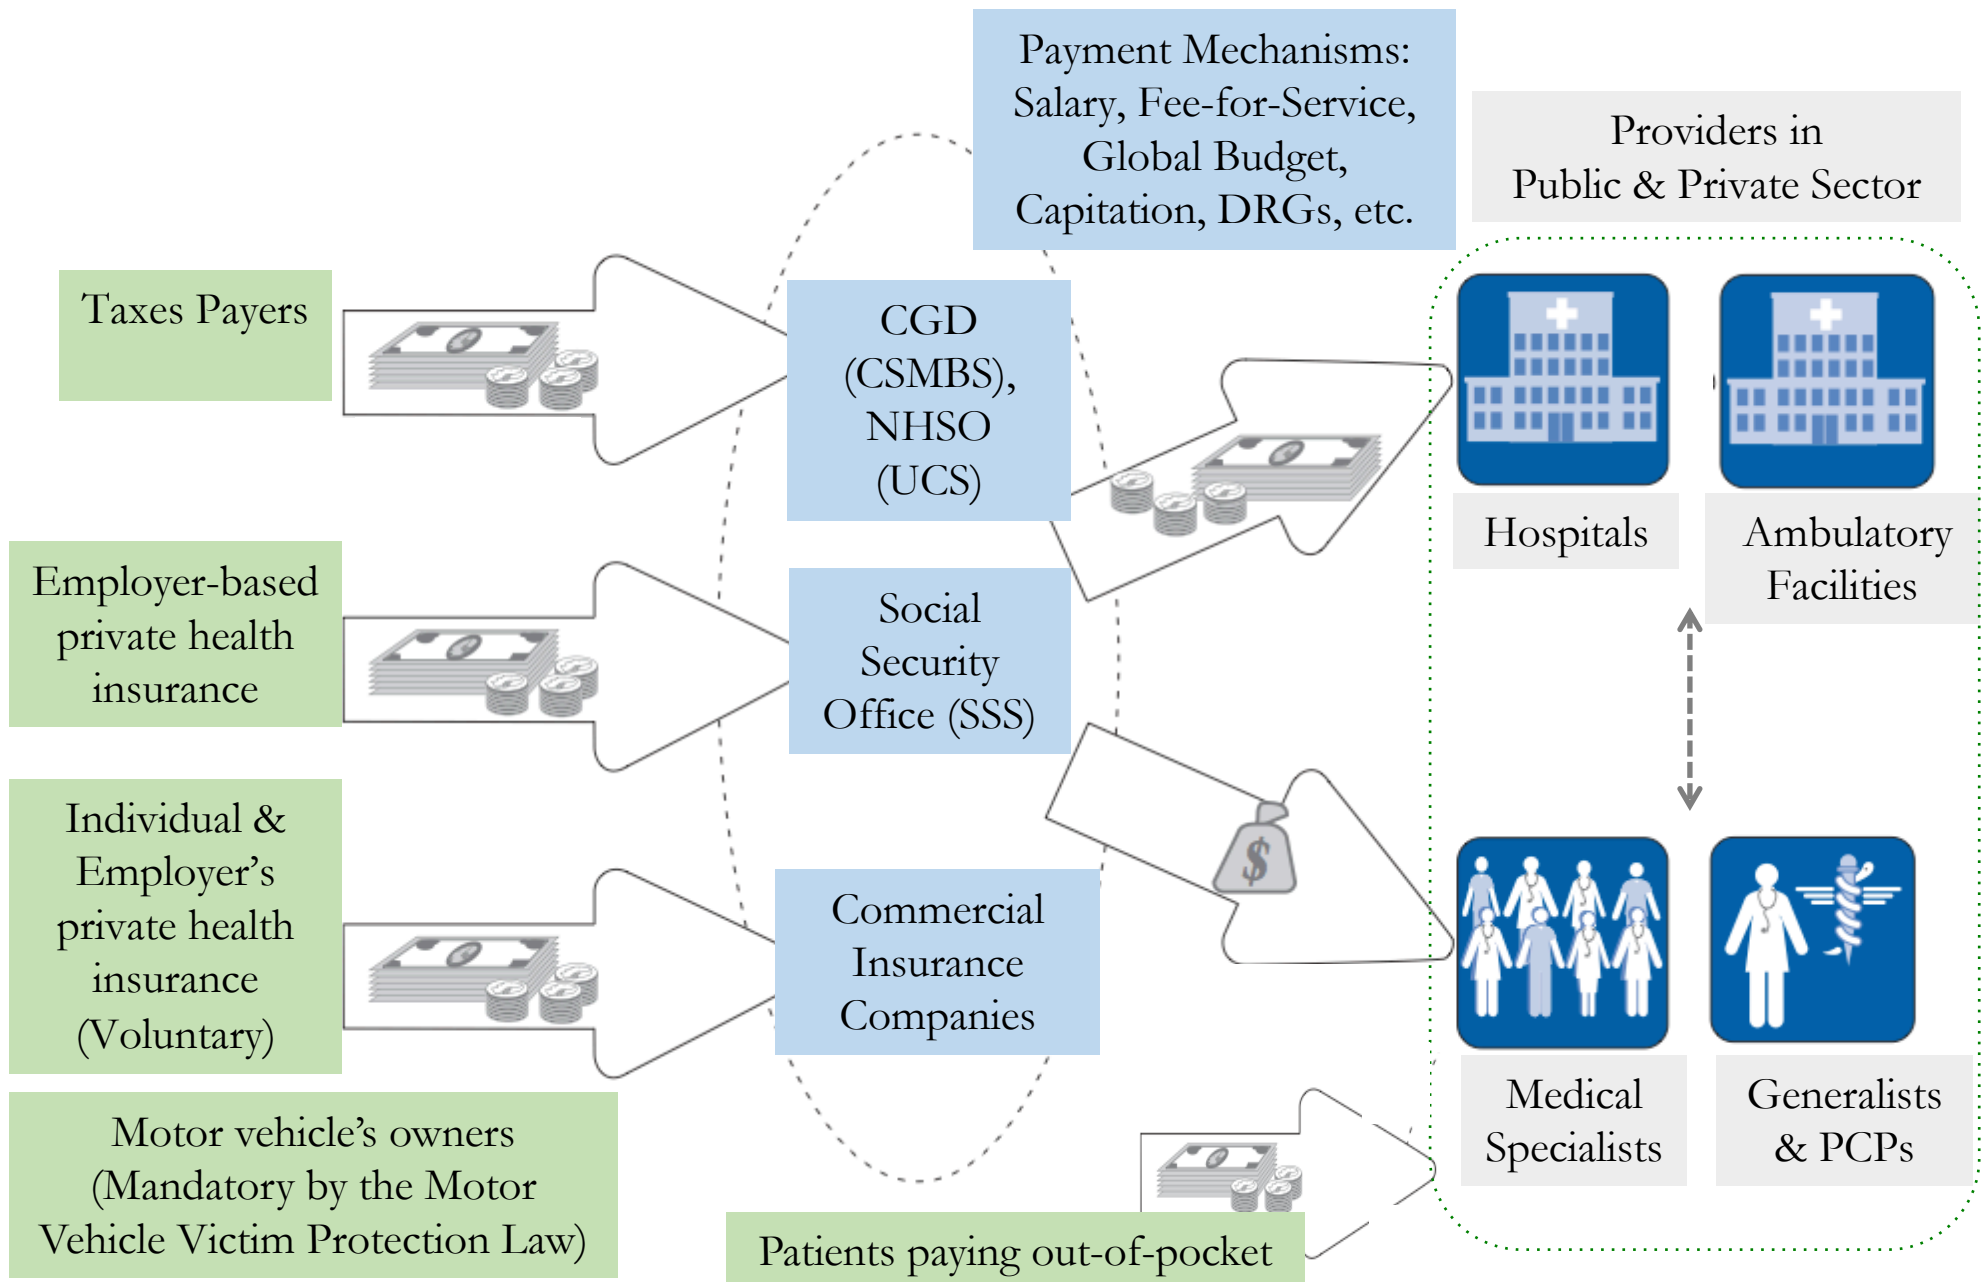 Payment Mechanisms:
Salary, Fee-for-Service,
Global Budget,
Capitation, DRGs, etc.
Providers in
Public & Private Sector
Taxes Payers
CGD
(CSMBS),
NHSO
(UCS)
Hospitals
Ambulatory
Facilities
Employer-based
private health
insurance
Social
Security
Office (SSS)
Individual &
Employer’s
private health
insurance
(Voluntary)
$
Commercial
Insurance
Companies
Medical
Specialists
Generalists
& PCPs
Motor vehicle’s owners
(Mandatory by the Motor
Vehicle Victim Protection Law)
Patients paying out-of-pocket